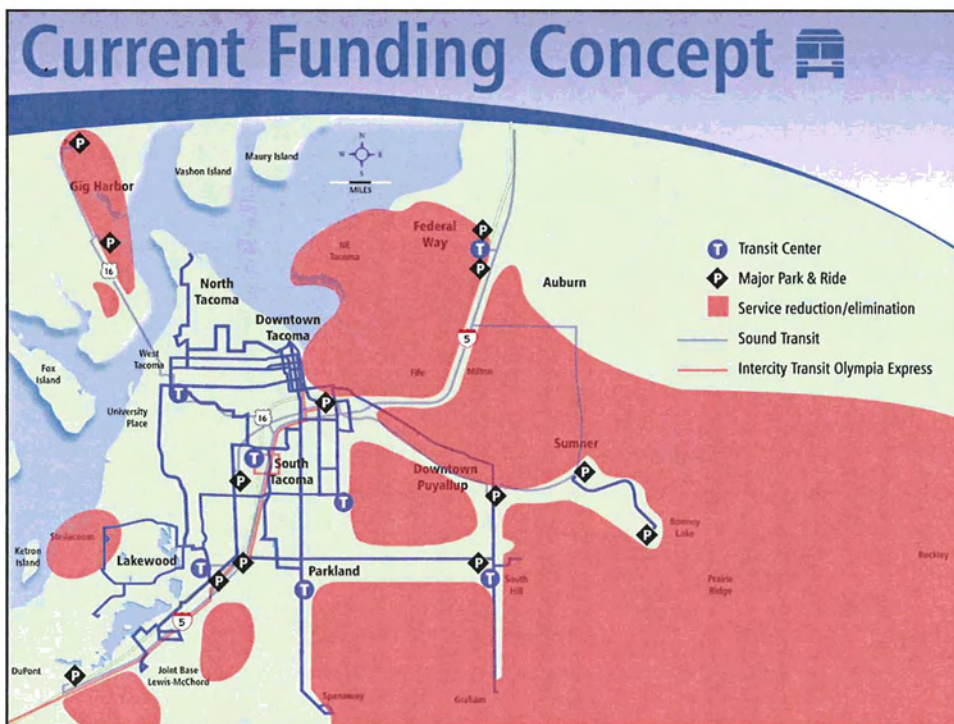 Current Funding Concept
N
W
E
S
MILES
Vashon Island
Maury Island
Gig Harbor
P
P
16
Federal
Way
P
T
P
NE
Tacoma
T Transit Center
P Major Park & Ride
Service reduction/elimination
Sound Transit
Intercity Transit Olympia Express
Auburn
North
Tacoma
Downtown
Tacoma
5
West
Tacoma
Fox
Island
Fife
Milton
T
University
Place
16
P
T
South
Tacoma
P
Sumner
P
Downtown
Puyallup
P
T
Bonney
Lake
P
Steilacoom
Ketron
Island
Lakewood
T
P
P
Parkland
T
P
T
South
Hill
Prairie
Ridge
Buckley
5
DuPont
P
Joint Base
Lewis-McChord
Spanaway
Graham